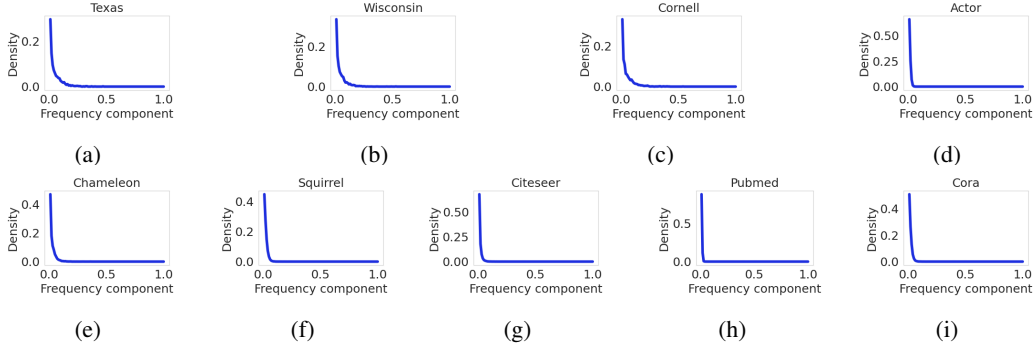 Texas
Wisconsin
Cornell
Actor
Density
0.2
0.0
0.0 0.5 1.0
Frequency component
Density
0.2
0.0
0.0 0.5 1.0
Frequency component
Density
0.2
0.0
0.0 0.5 1.0
Frequency component
Density
0.50
0.25
0.00
0.0 0.5 1.0
Frequency component
(a)
(b)
(c)
(d)
Chameleon
Squirrel
Citeseer
Pubmed
Cora
Density
0.4
0.2
0.0
0.0 0.5 1.0
Frequency component
Density
0.4
0.2
0.0
0.0 0.5 1.0
Frequency component
Density
0.50
0.25
0.00
0.0 0.5 1.0
Frequency component
Density
0.5
0.0
0.0 0.5 1.0
Frequency component
Density
0.4
0.2
0.0
0.0 0.5 1.0
Frequency component
(e)
(f)
(g)
(h)
(i)